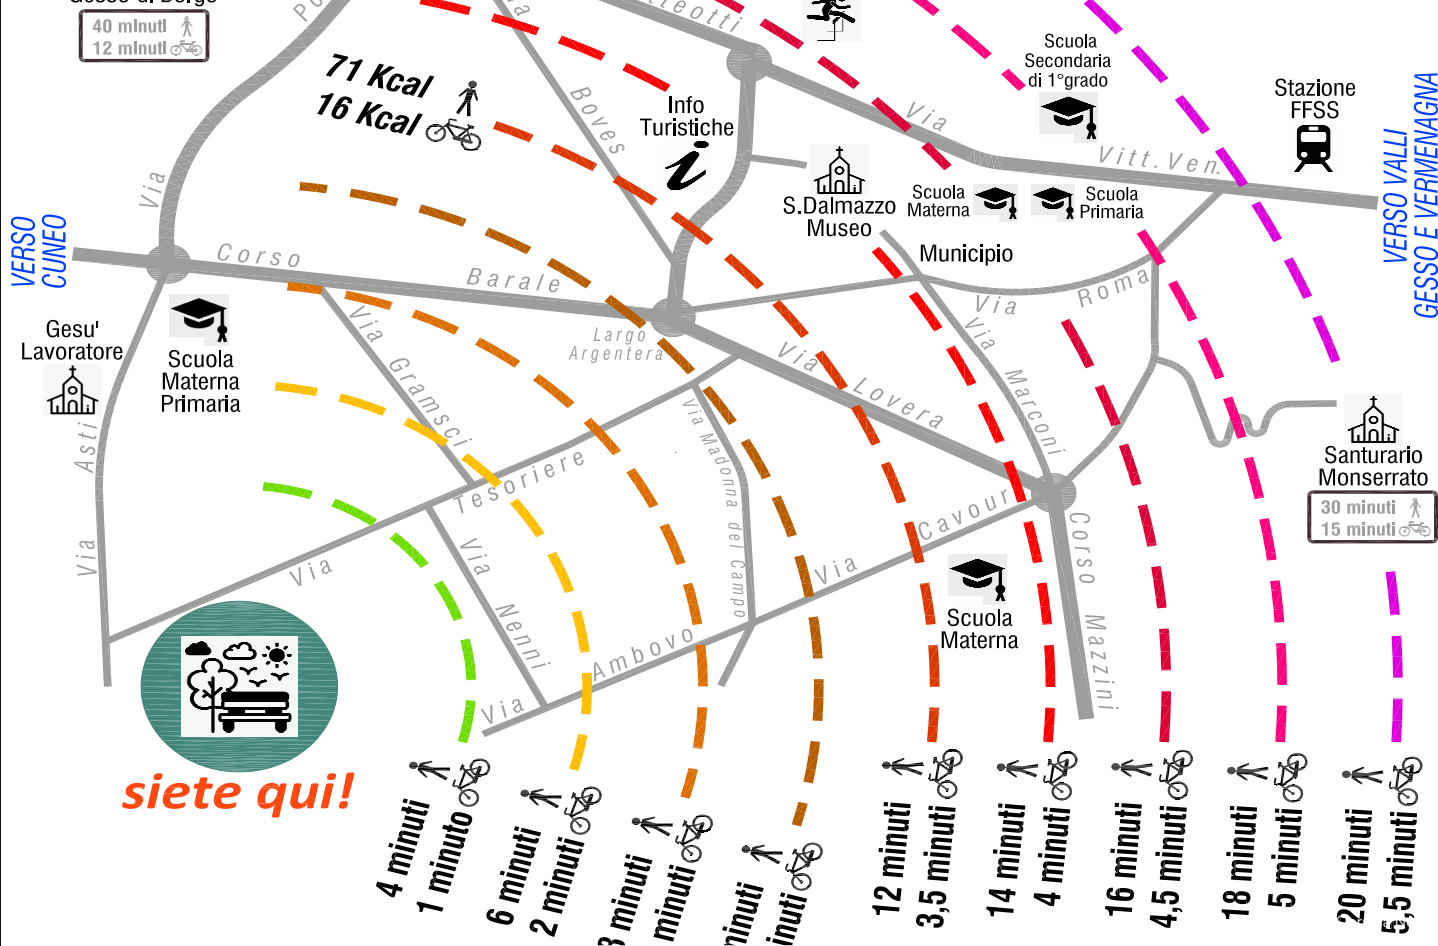 40 minuti
12 minuti
71 Kcal
16 Kcal
Info
Turistiche
Boves
Via
Scuola
Secondaria
di 1°grado
Stazione
FFSS
Via
Vitt.Ven.
VERSO VALLI
GESSO E VERMENAGNA
VERSO
CUNEO
S.Dalmazzo
Museo
Scuola
Materna
Scuola
Primaria
Municipio
Corso
Barale
Largo
Argentera
Via Roma
Via Marconi
Via Lovera
Via Gramsci
Gesu'
Lavoratore
Scuola
Materna
Primaria
Via Asti
Via Tesoriere
Via Madonna del Campo
Via Nenni
Via Ambovo
Via Cavour
Corso Mazzini
Scuola
Materna
Santurario
Monserrato
30 minuti
15 minuti
siete qui!
4 minuti
1 minuto
6 minuti
2 minuti
minuti
12 minuti
3,5 minuti
14 minuti
4 minuti
16 minuti
4,5 minuti
18 minuti
5 minuti
20 minuti
5,5 minuti